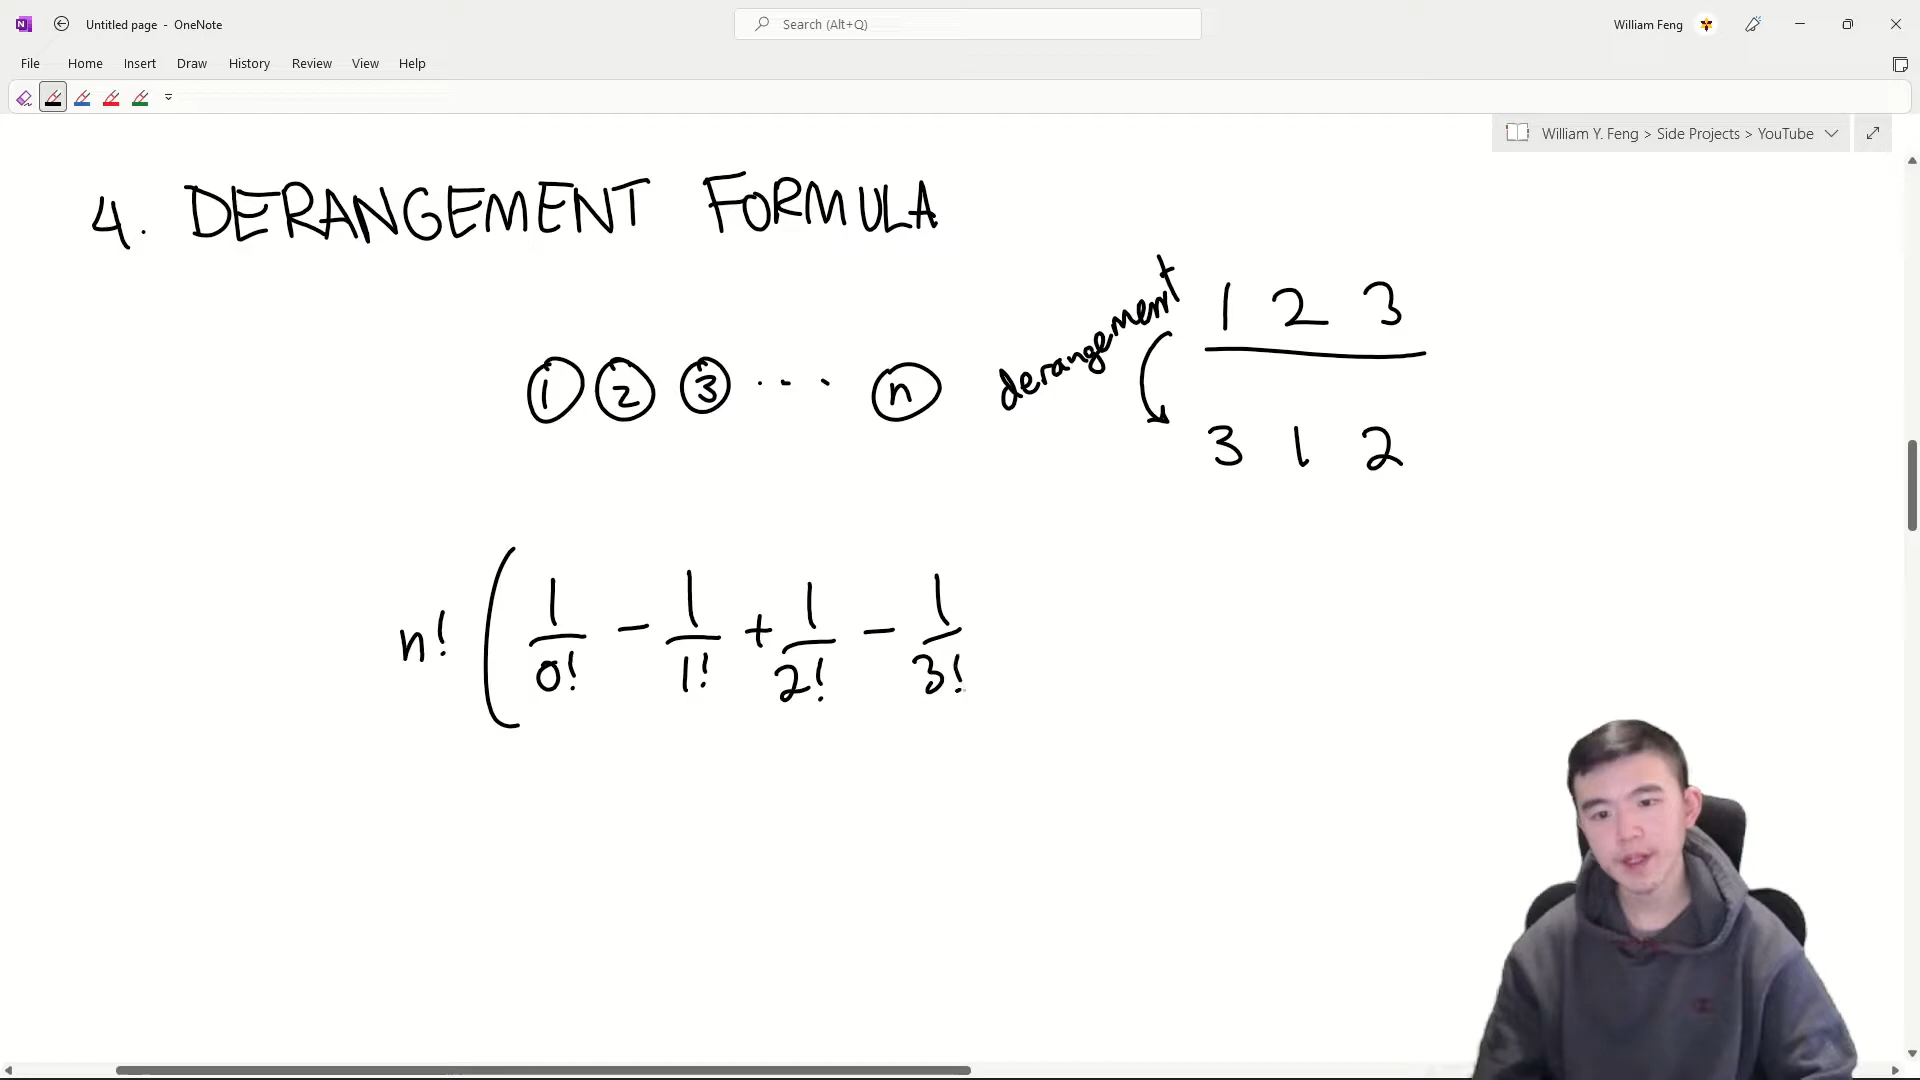 Untitled page - OneNote
Search (Alt+Q)
William Feng
File Home Insert Draw History Review View Help
William Y. Feng > Side Projects > YouTube
4. DERANGEMENT FORMULA
1 2 3 ... n
derangement
1 2 3
3 1 2
n! ( 1/0! - 1/1! + 1/2! - 1/3!